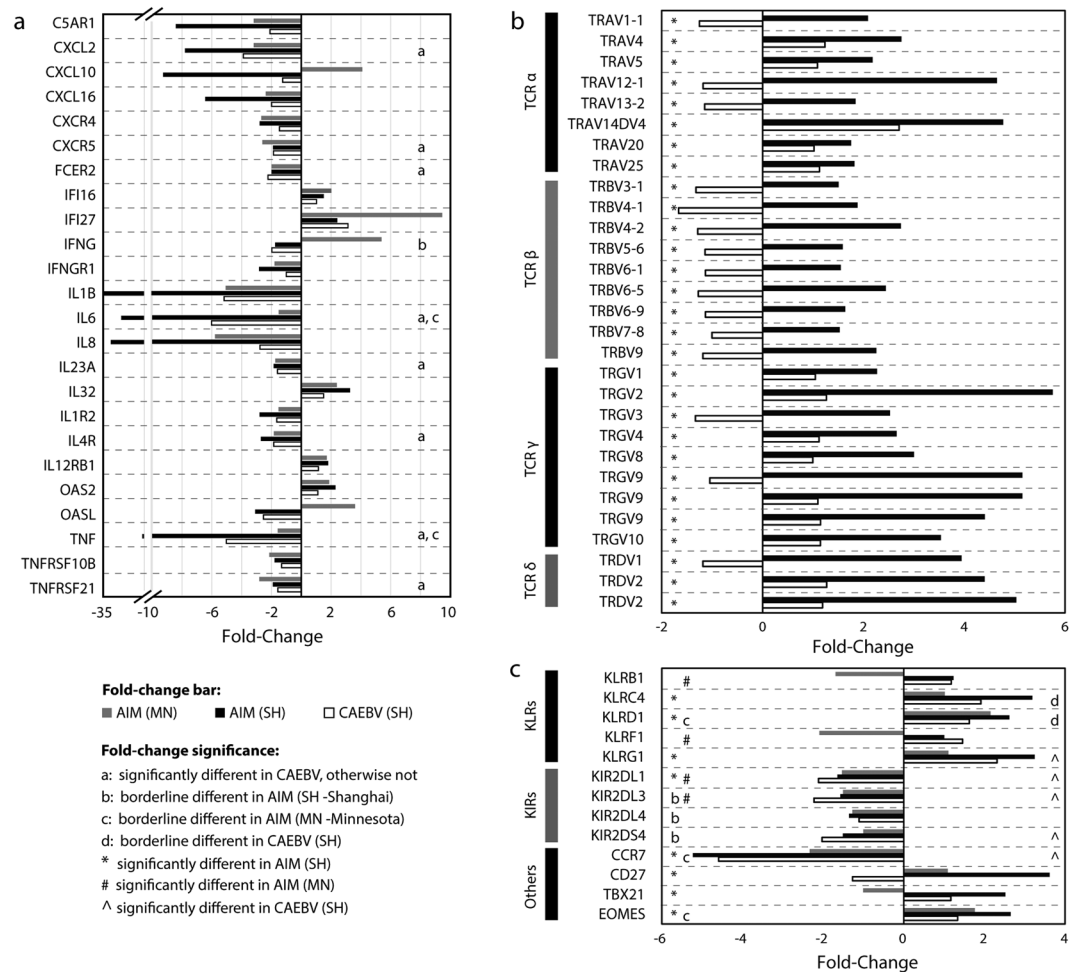 a
C5AR1
CXCL2 a
CXCL10
CXCL16
CXCR4
CXCR5 a
FCER2 a
IFI16
IFI27
IFNG b
IFNGR1
IL1B
IL6 a, c
IL8
IL23A a
IL32
IL1R2
IL4R a
IL12RB1
OAS2
OASL
TNF a, c
TNFRSF10B
TNFRSF21 a
-35 -10 -6 -2 2 6 10
Fold-Change
Fold-change bar:
AIM (MN) AIM (SH) CAEBV (SH)
Fold-change significance:
a: significantly different in CAEBV, otherwise not
b: borderline different in AIM (SH -Shanghai)
c: borderline different in AIM (MN -Minnesota)
d: borderline different in CAEBV (SH)
* significantly different in AIM (SH)
# significantly different in AIM (MN)
^ significantly different in CAEBV (SH)
b
TCR α
TCR β
TCR γ
TCR δ
TRAV1-1 *
TRAV4 *
TRAV5 *
TRAV12-1 *
TRAV13-2 *
TRAV14DV4 *
TRAV20 *
TRAV25 *
TRBV3-1 *
TRBV4-1 *
TRBV4-2 *
TRBV5-6 *
TRBV6-1 *
TRBV6-5 *
TRBV6-9 *
TRBV7-8 *
TRBV9 *
TRGV1 *
TRGV2 *
TRGV3 *
TRGV4 *
TRGV8 *
TRGV9 *
TRGV9 *
TRGV9 *
TRGV10 *
TRDV1 *
TRDV2 *
TRDV2 *
-2 0 2 4 6
Fold-Change
c
KLRs
KIRs
Others
KLRB1 #
KLRC4 * d
KLRD1 * c d
KLRF1 #
KLRG1 * ^
KIR2DL1 * # ^
KIR2DL3 b # ^
KIR2DL4 b
KIR2DS4 b ^
CCR7 * c ^
CD27 *
TBX21 *
EOMES * c
-6 -4 -2 0 2 4
Fold-Change